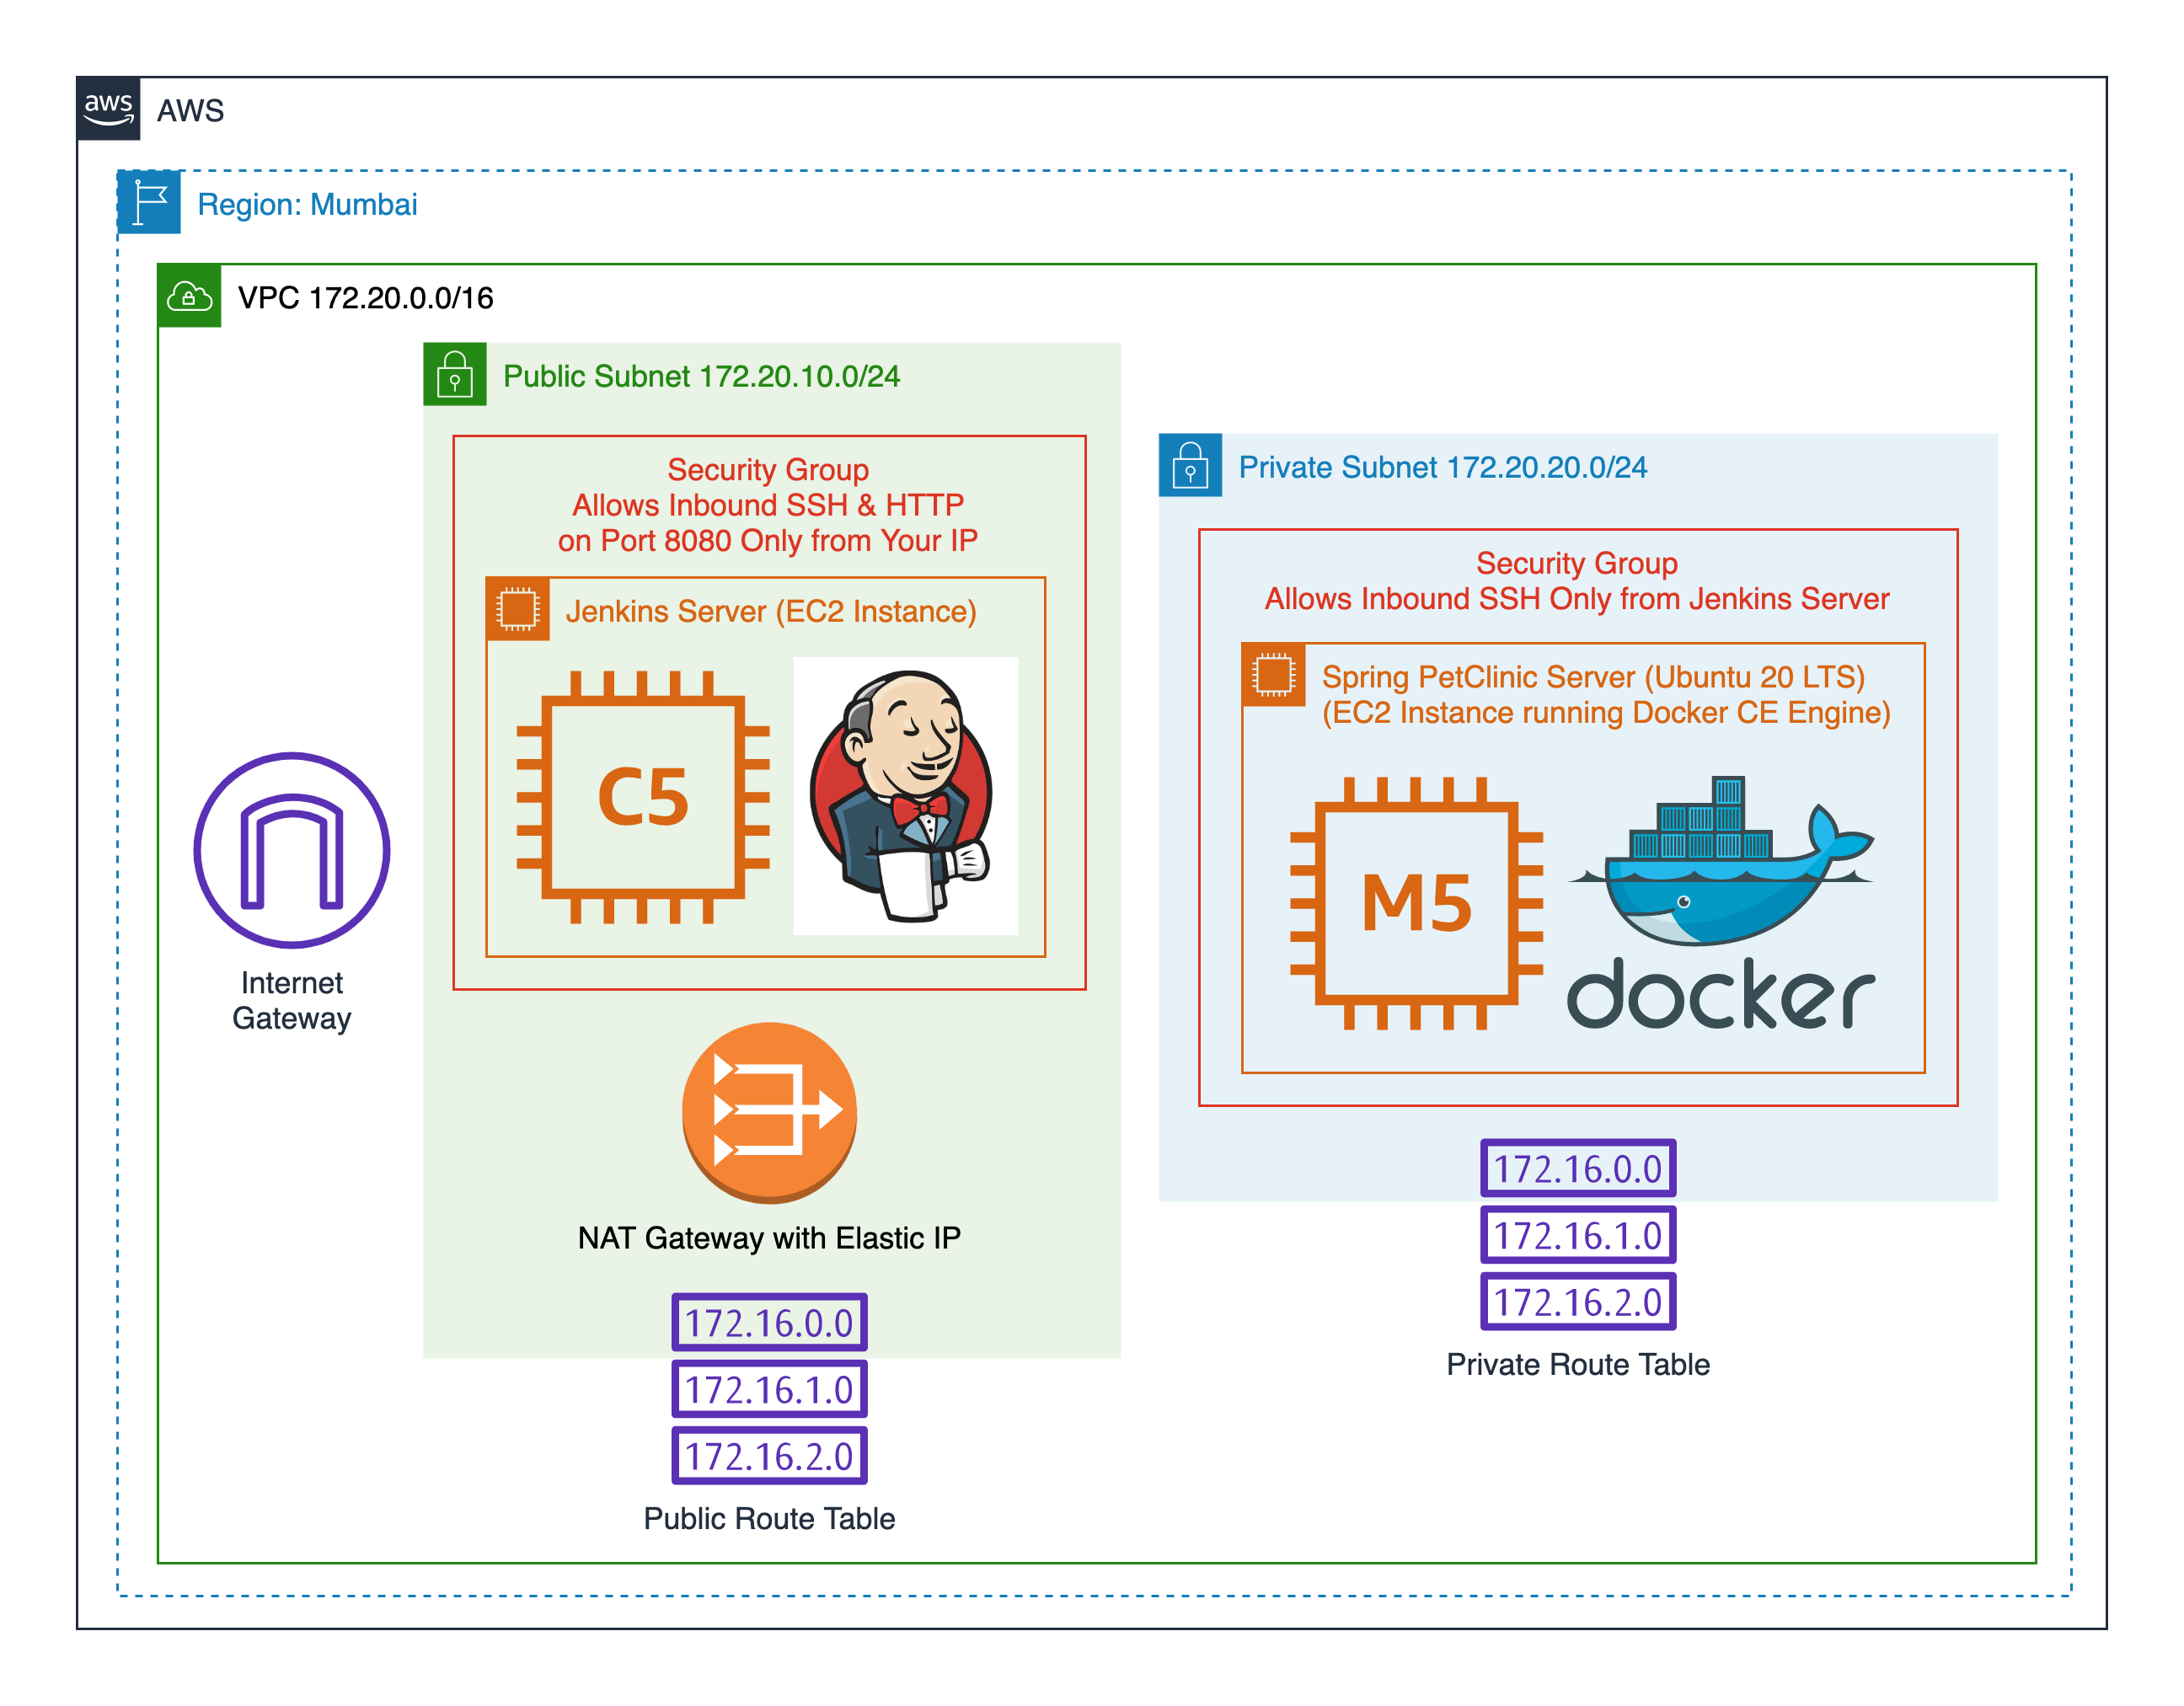 aws
AWS
Region: Mumbai
VPC 172.20.0.0/16
Public Subnet 172.20.10.0/24
Security Group
Allows Inbound SSH & HTTP
on Port 8080 Only from Your IP
Jenkins Server (EC2 Instance)
C5
Internet
Gateway
NAT Gateway with Elastic IP
172.16.0.0
172.16.1.0
172.16.2.0
Public Route Table
Private Subnet 172.20.20.0/24
Security Group
Allows Inbound SSH Only from Jenkins Server
Spring PetClinic Server (Ubuntu 20 LTS)
(EC2 Instance running Docker CE Engine)
M5
docker
172.16.0.0
172.16.1.0
172.16.2.0
Private Route Table